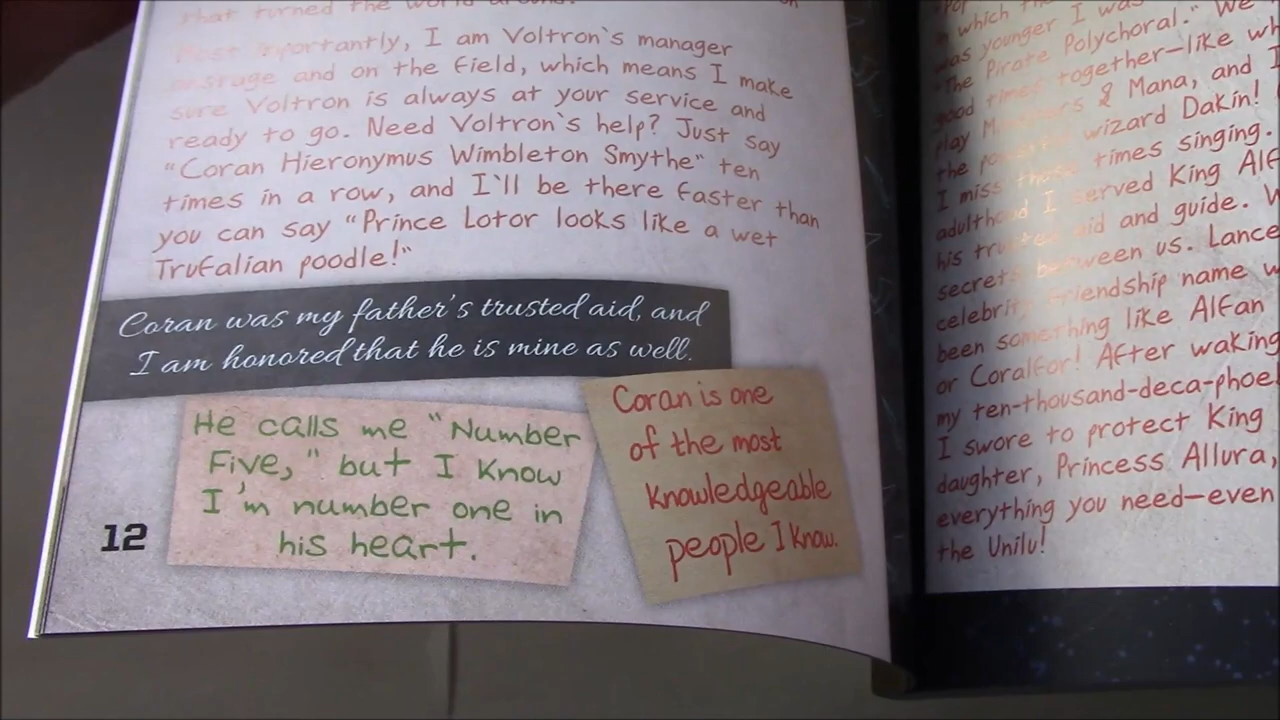 that turned the world around.
Most importantly, I am Voltron's manager
onstage and on the field, which means I make
sure Voltron is always at your service and
ready to go. Need Voltron's help? Just say
"Coran Hieronymus Wimbleton Smythe" ten
times in a row, and I'll be there faster than
you can say "Prince Lotor looks like a wet
Trufalian poodle!"
Coran was my father's trusted aid, and
I am honored that he is mine as well.
He calls me "Number
Five," but I know
I'm number one in
his heart.
Coran is one
of the most
knowledgeable
people I know.
12
in which
was younger I was
"The Pirate Polychoral." We
good times together—like
play Monsters & Mana, and I
the powerful wizard Dakin!
I miss those times singing.
adulthood I served King
his trusted aid and guide.
secrets between us. Lance
celebrity friendship name
been something like Alfan
or Coralfor! After waking
my ten-thousand-deca-
I swore to protect King
daughter, Princess Allura,
everything you need—even
the Unilu!